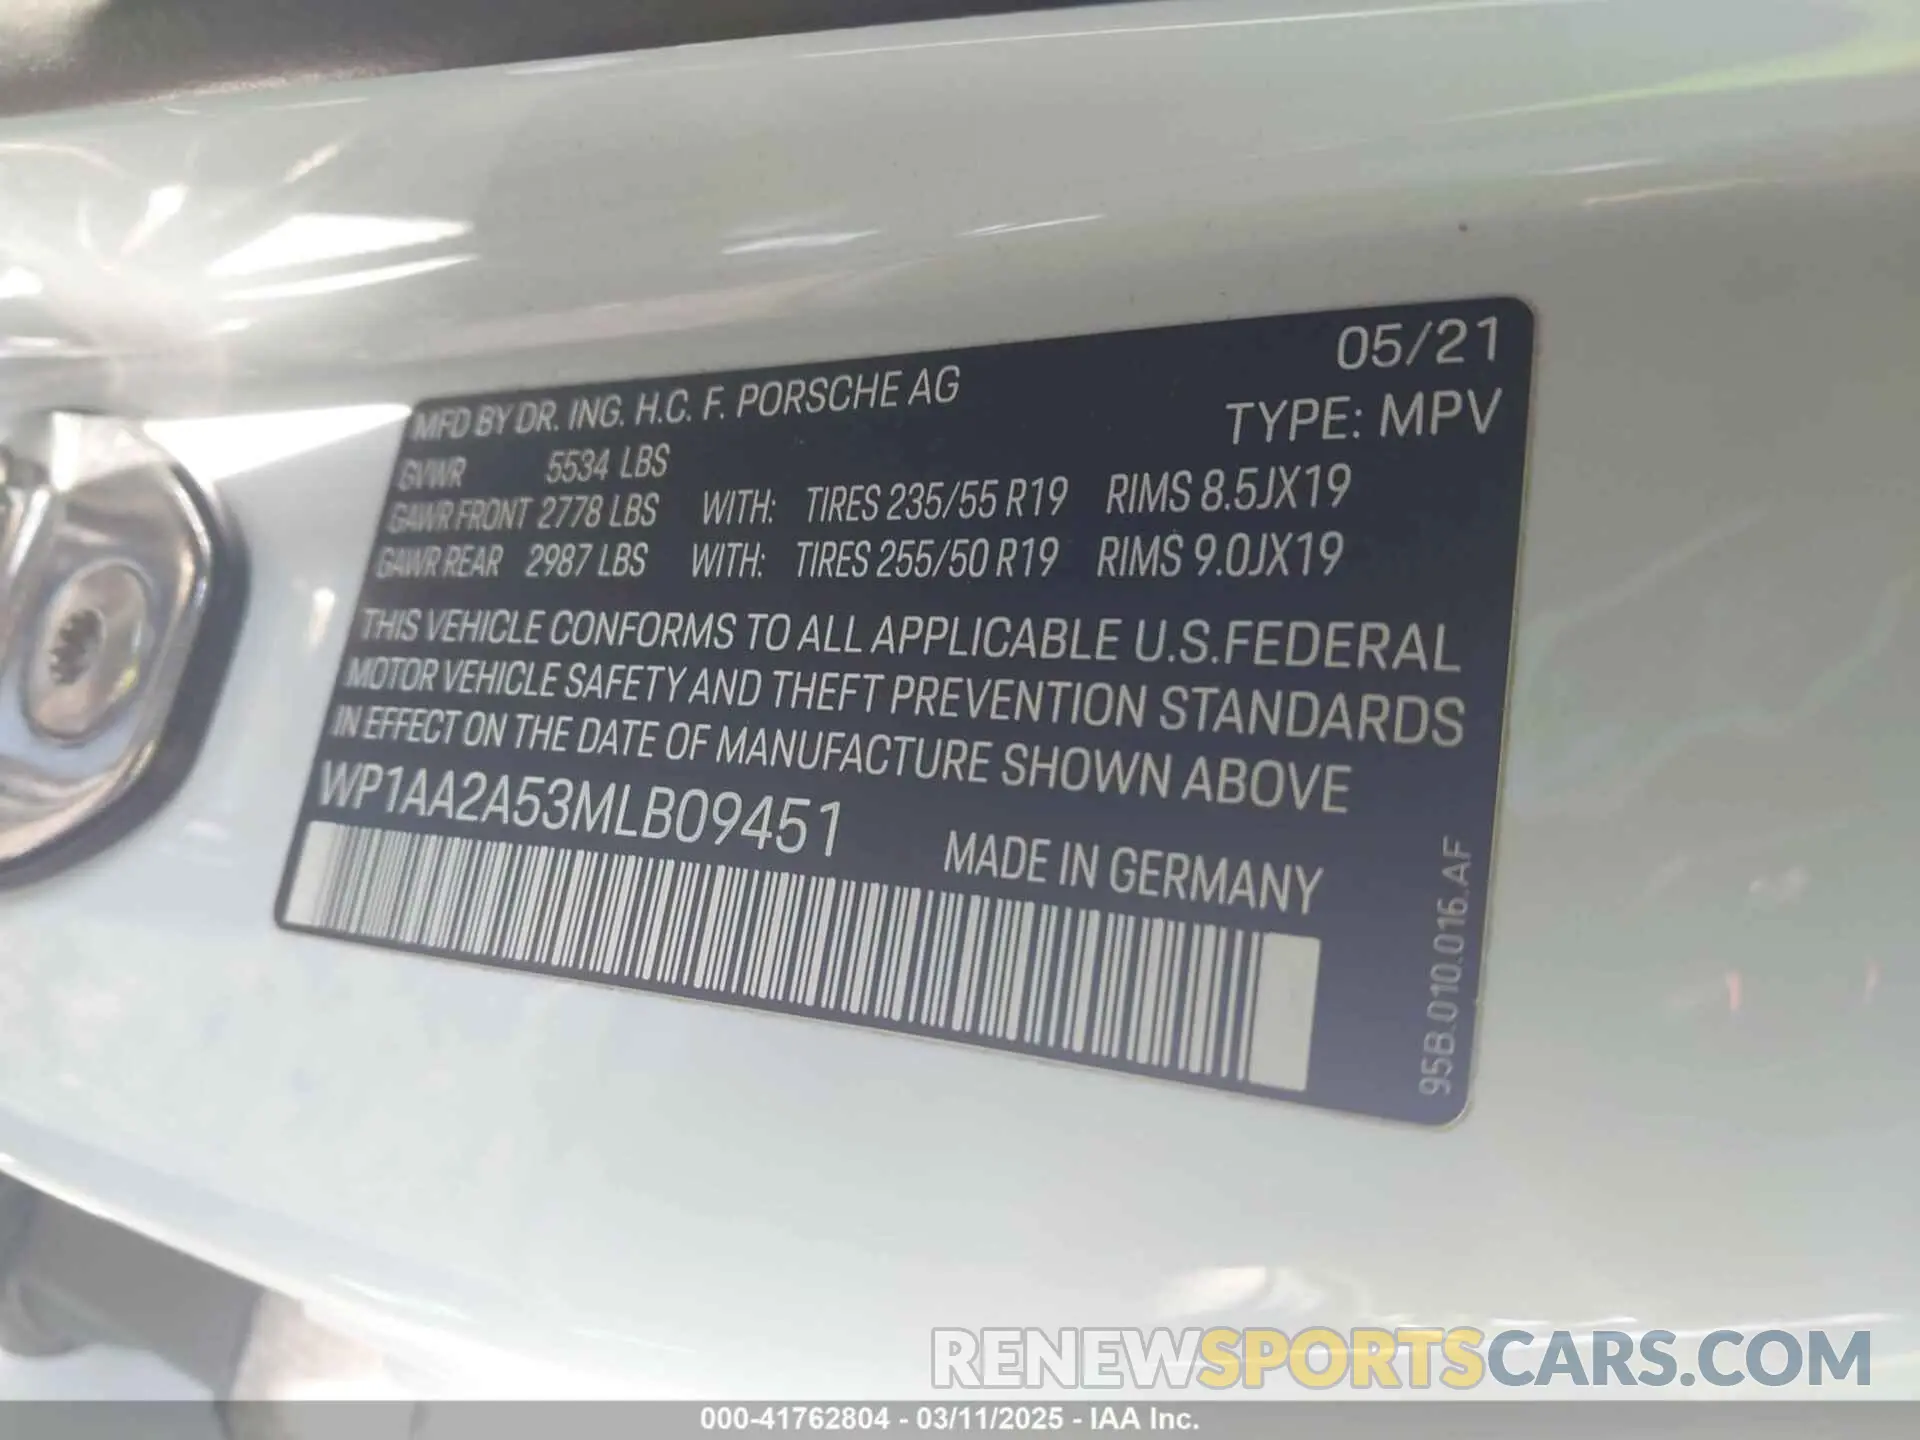 05/21
MFD BY DR. ING. H.C. F. PORSCHE AG
TYPE: MPV
GVWR 5534 LBS
GAWR FRONT 2778 LBS WITH: TIRES 235/55 R19 RIMS 8.5JX19
GAWR REAR 2987 LBS WITH: TIRES 255/50 R19 RIMS 9.0JX19
THIS VEHICLE CONFORMS TO ALL APPLICABLE U.S.FEDERAL
MOTOR VEHICLE SAFETY AND THEFT PREVENTION STANDARDS
IN EFFECT ON THE DATE OF MANUFACTURE SHOWN ABOVE
WP1AA2A53MLB09451
MADE IN GERMANY
95B.010.016.AF
RENEWSPORTSCARS.COM
000-41762804 - 03/11/2025 - IAA Inc.